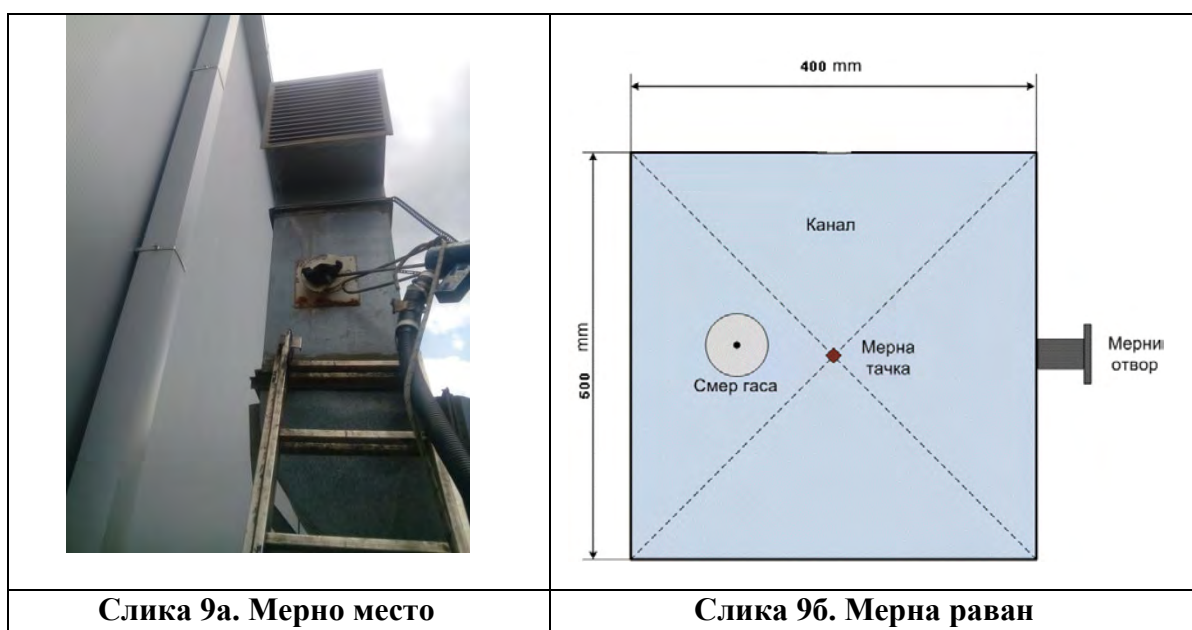 400 mm
Канал
500 mm
Мерна
тачка
Смер гаса
Мерни
отвор
Слика 9а. Мерно место
Слика 9б. Мерна раван